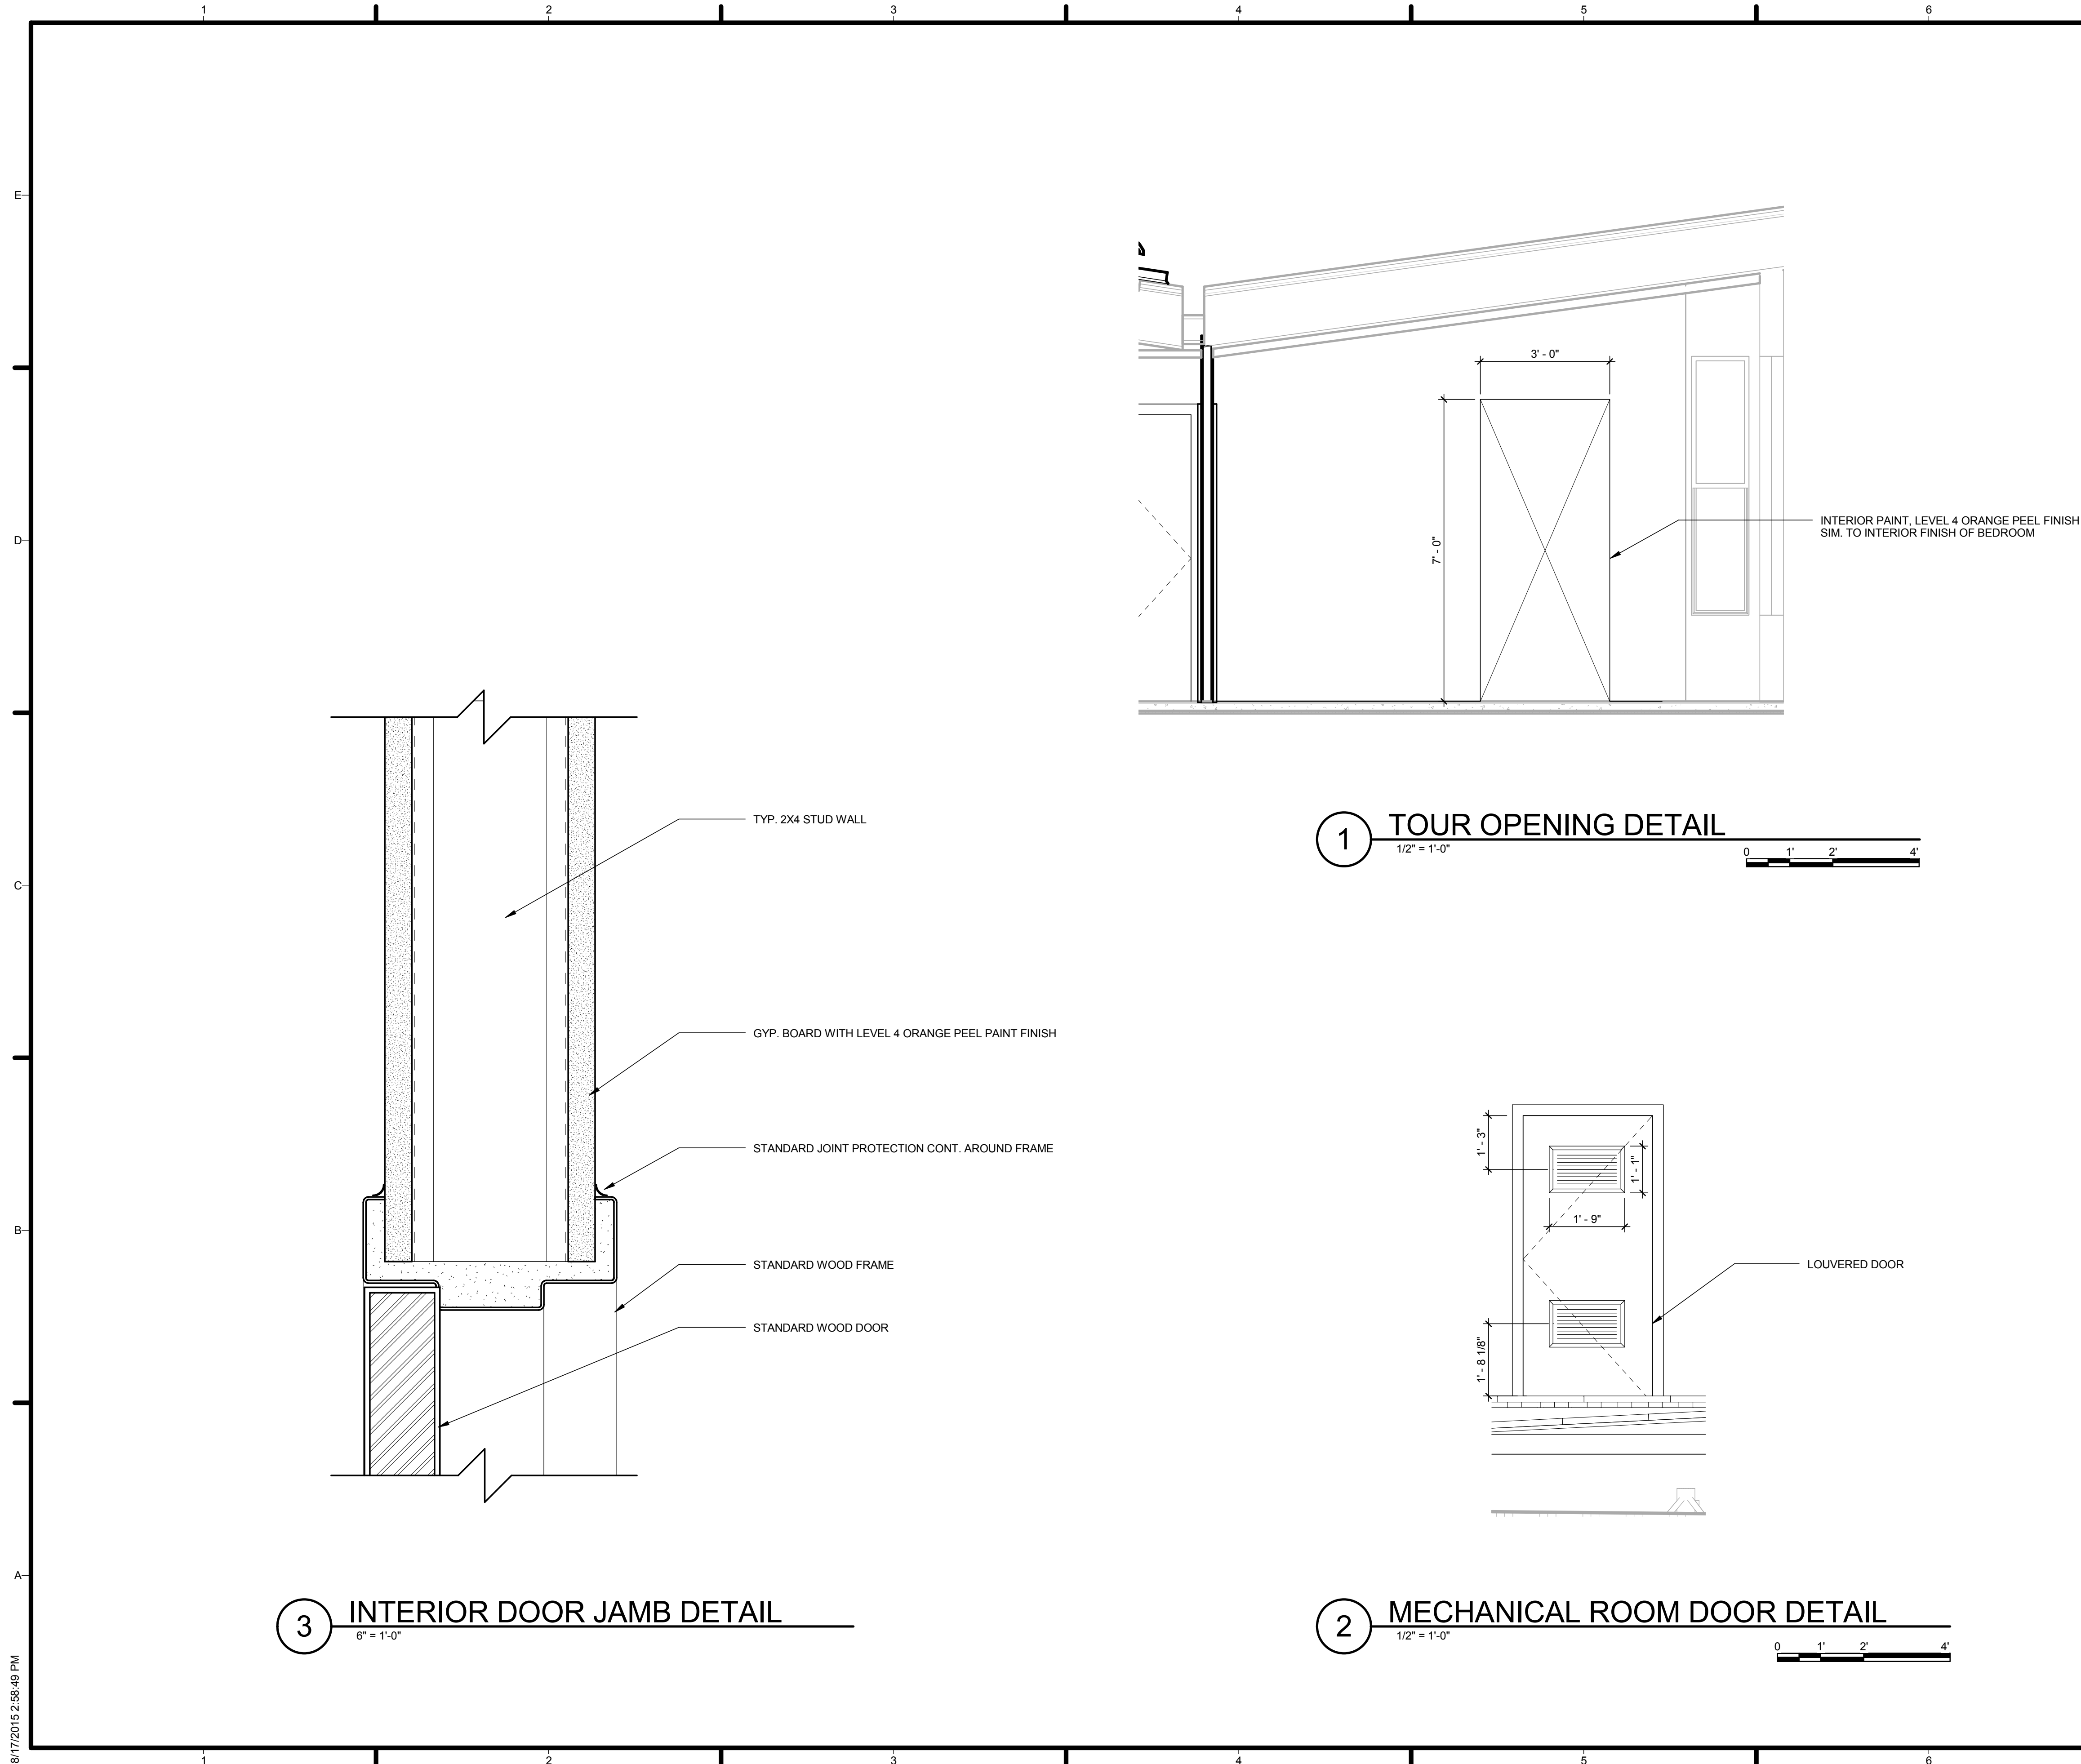 1 2 3 4 5 6
E
D
C
B
A
3' - 0"
7' - 0"
INTERIOR PAINT, LEVEL 4 ORANGE PEEL FINISH
SIM. TO INTERIOR FINISH OF BEDROOM
1 TOUR OPENING DETAIL
1/2" = 1'-0"
0 1' 2' 4'
TYP. 2X4 STUD WALL
GYP. BOARD WITH LEVEL 4 ORANGE PEEL PAINT FINISH
STANDARD JOINT PROTECTION CONT. AROUND FRAME
STANDARD WOOD FRAME
STANDARD WOOD DOOR
3 INTERIOR DOOR JAMB DETAIL
6" = 1'-0"
1' - 3"
1' - 1"
1' - 9"
LOUVERED DOOR
1' - 8 1/8"
2 MECHANICAL ROOM DOOR DETAIL
1/2" = 1'-0"
0 1' 2' 4'
8/17/2015 2:58:49 PM
1 2 3 4 5 6